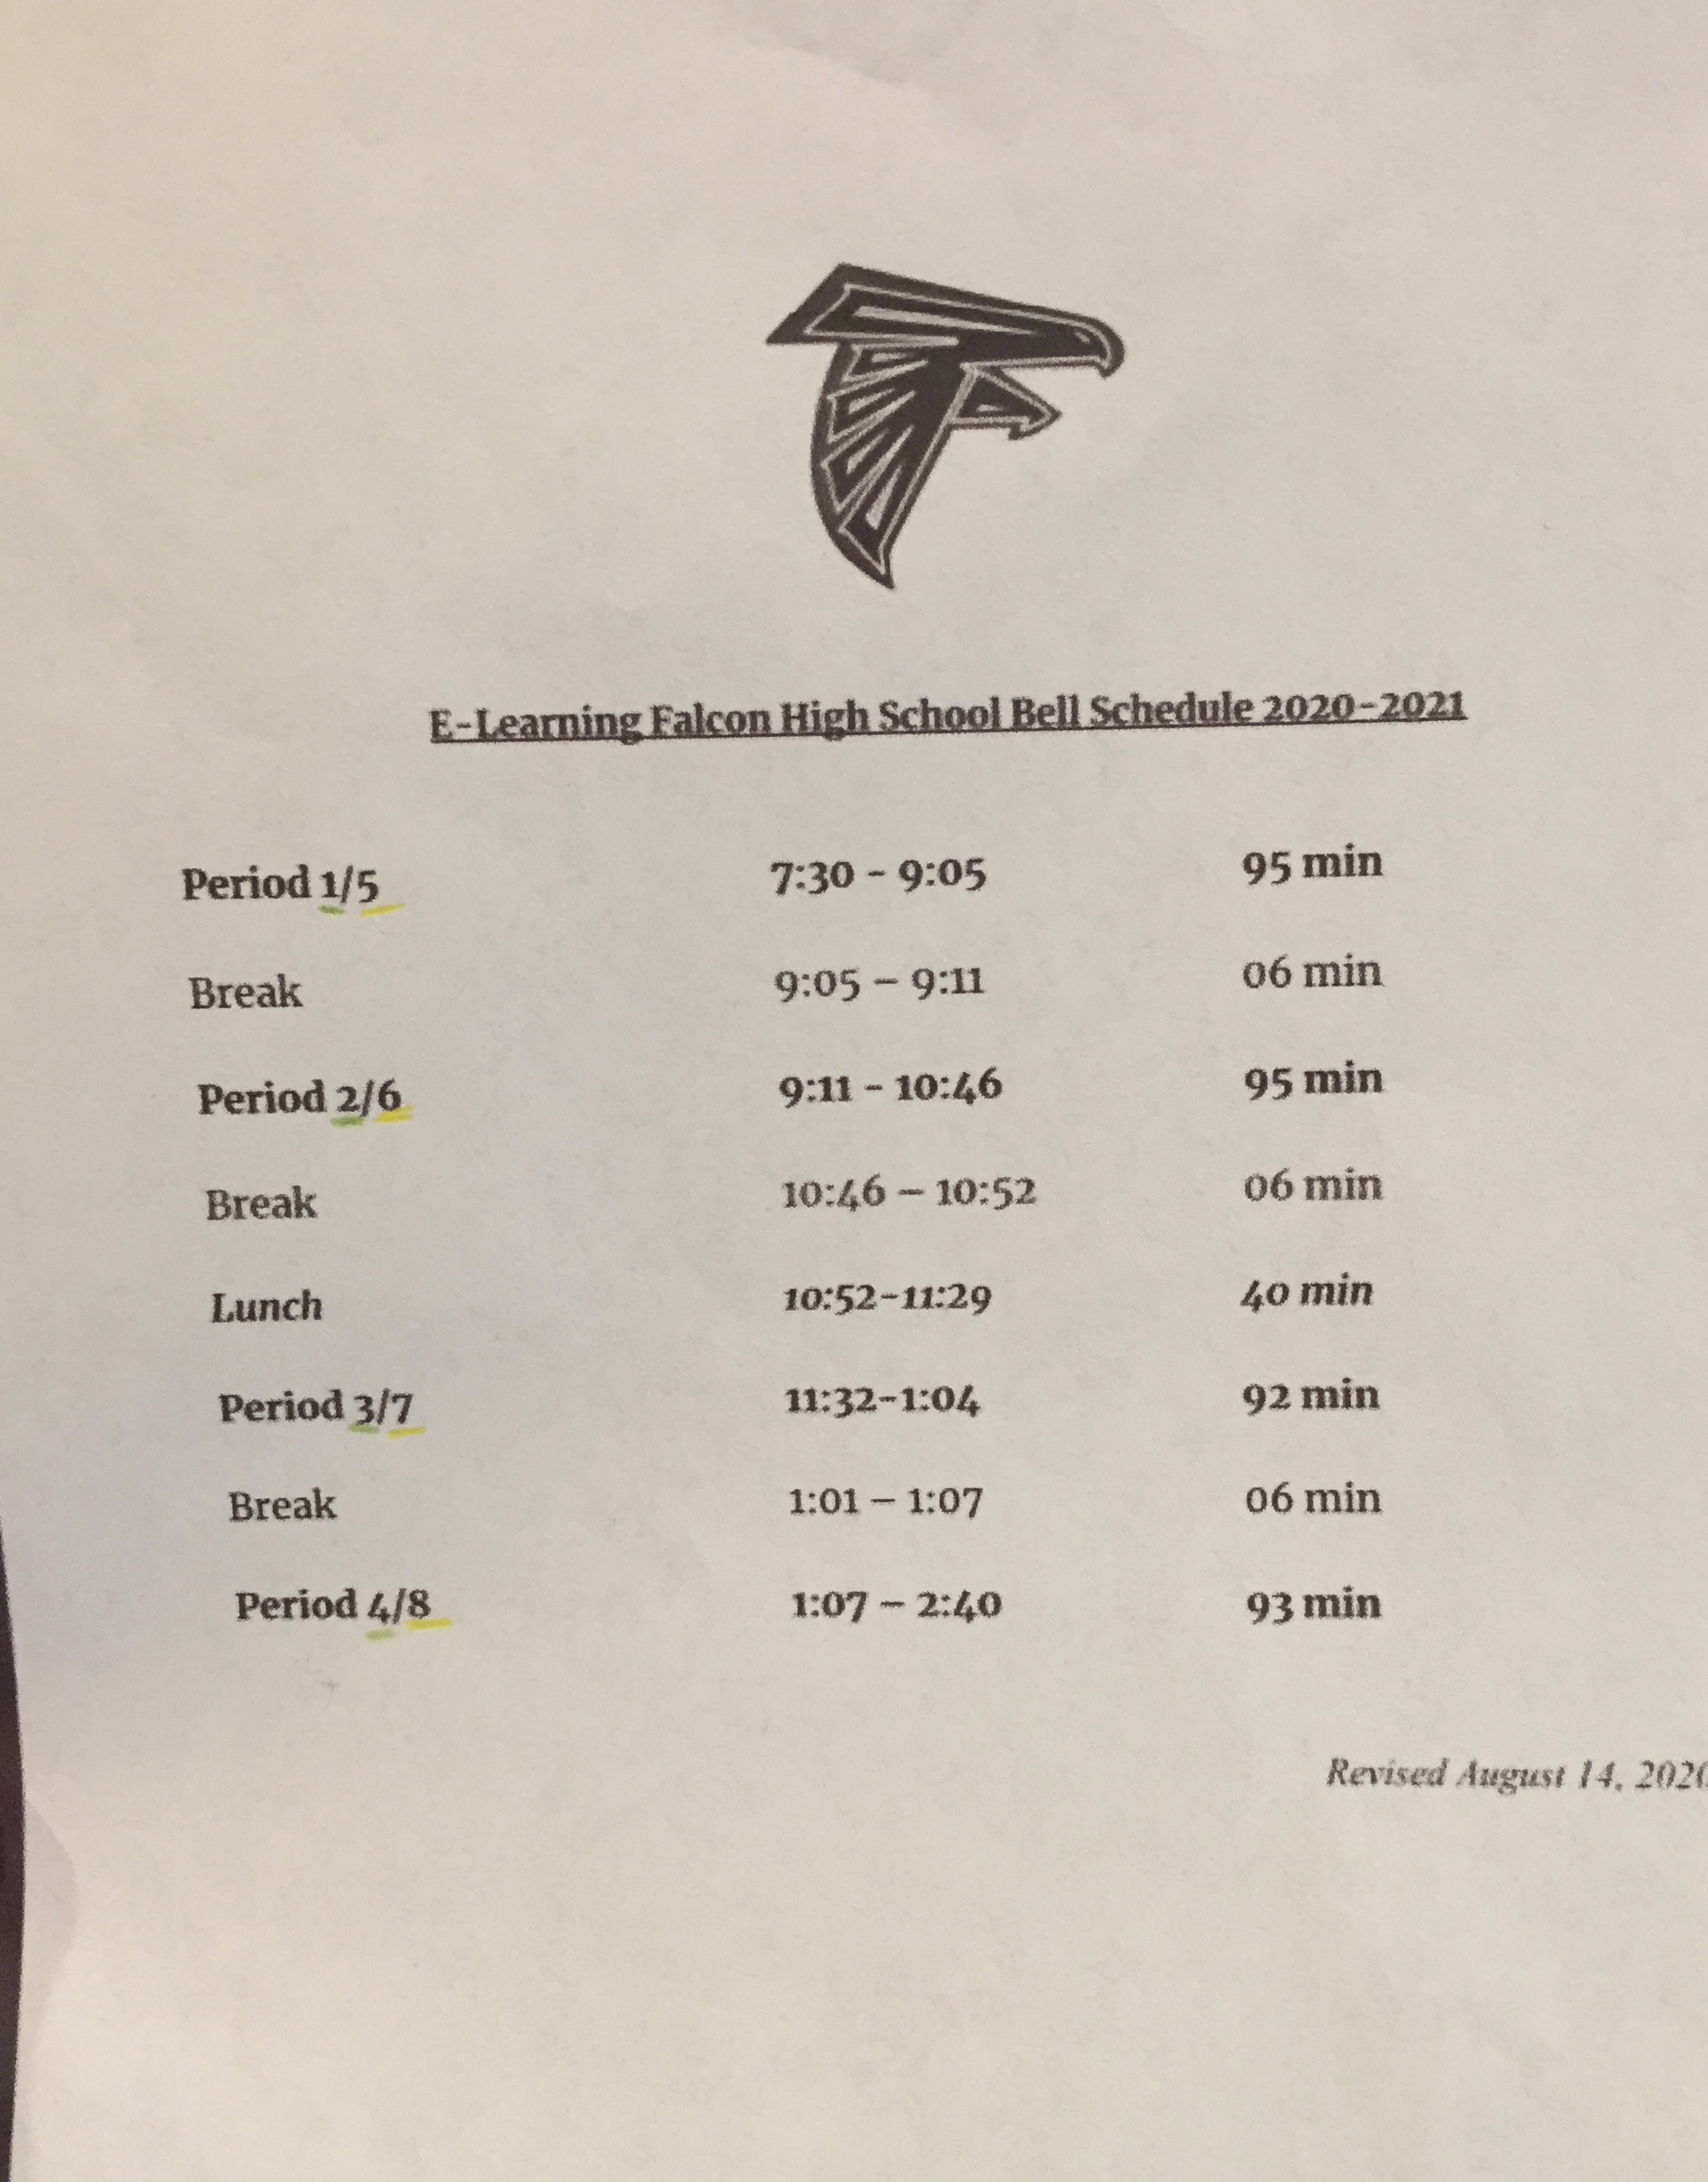 E-Learning Falcon High School Bell Schedule 2020-2021
Period 1/5 7:30 - 9:05 95 min
Break 9:05 – 9:11 06 min
Period 2/6 9:11 - 10:46 95 min
Break 10:46 – 10:52 06 min
Lunch 10:52-11:29 40 min
Period 3/7 11:32-1:04 92 min
Break 1:01 – 1:07 06 min
Period 4/8 1:07 – 2:40 93 min
Revised August 14, 2020